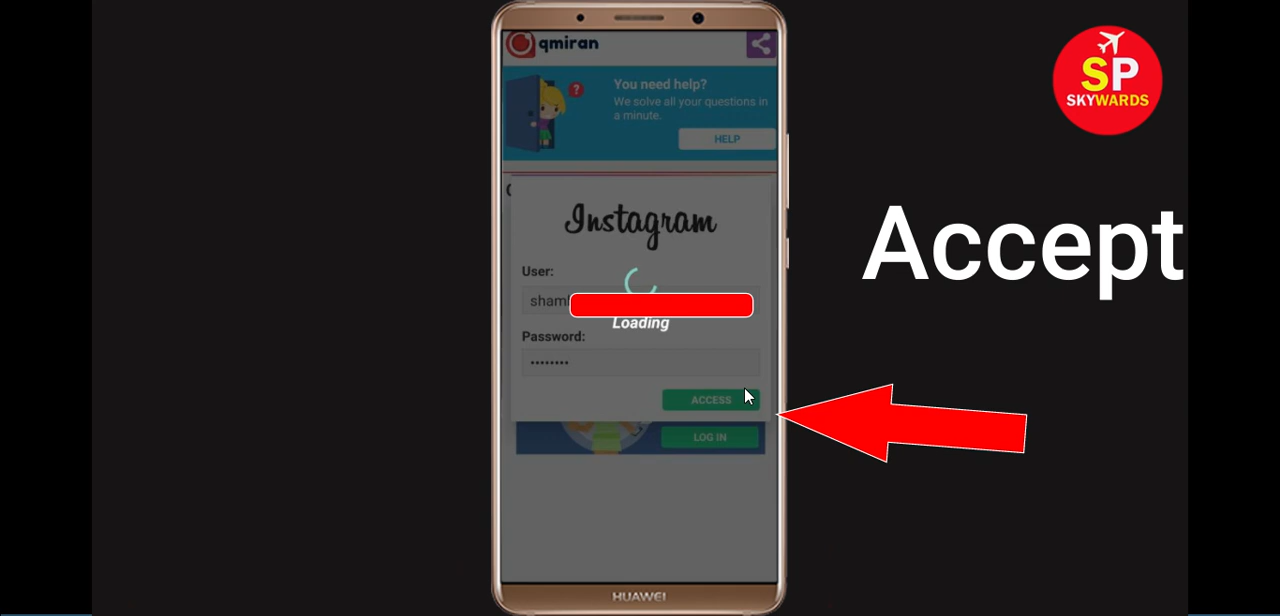 qmiran
You need help?
We solve all your questions in
a minute.
HELP
?
Instagram
User:
sham
Loading
Password:
ACCESS
LOG IN
HUAWEI
SP
SKYWARDS
Accept